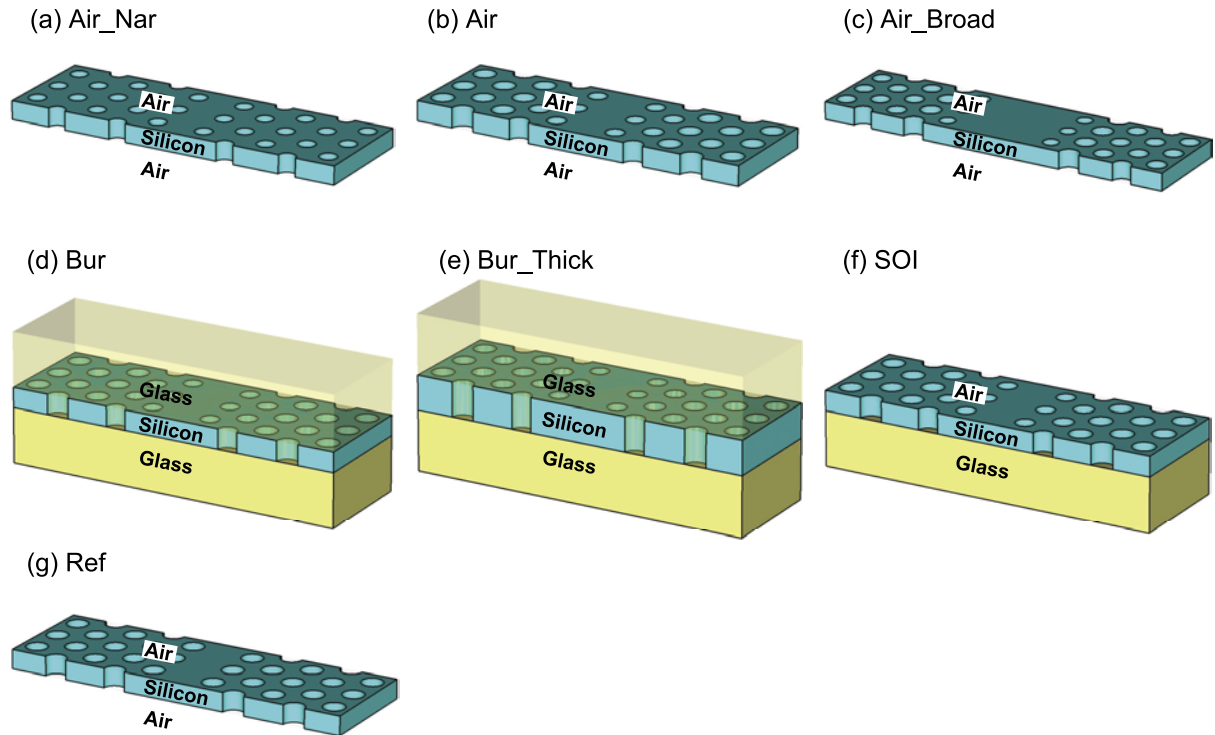 (a) Air_Nar
(b) Air
(c) Air_Broad
Air
Silicon
Air
Air
Silicon
Air
Air
Silicon
Air
(d) Bur
(e) Bur_Thick
(f) SOI
Glass
Silicon
Glass
Glass
Silicon
Glass
Air
Silicon
Glass
(g) Ref
Air
Silicon
Air